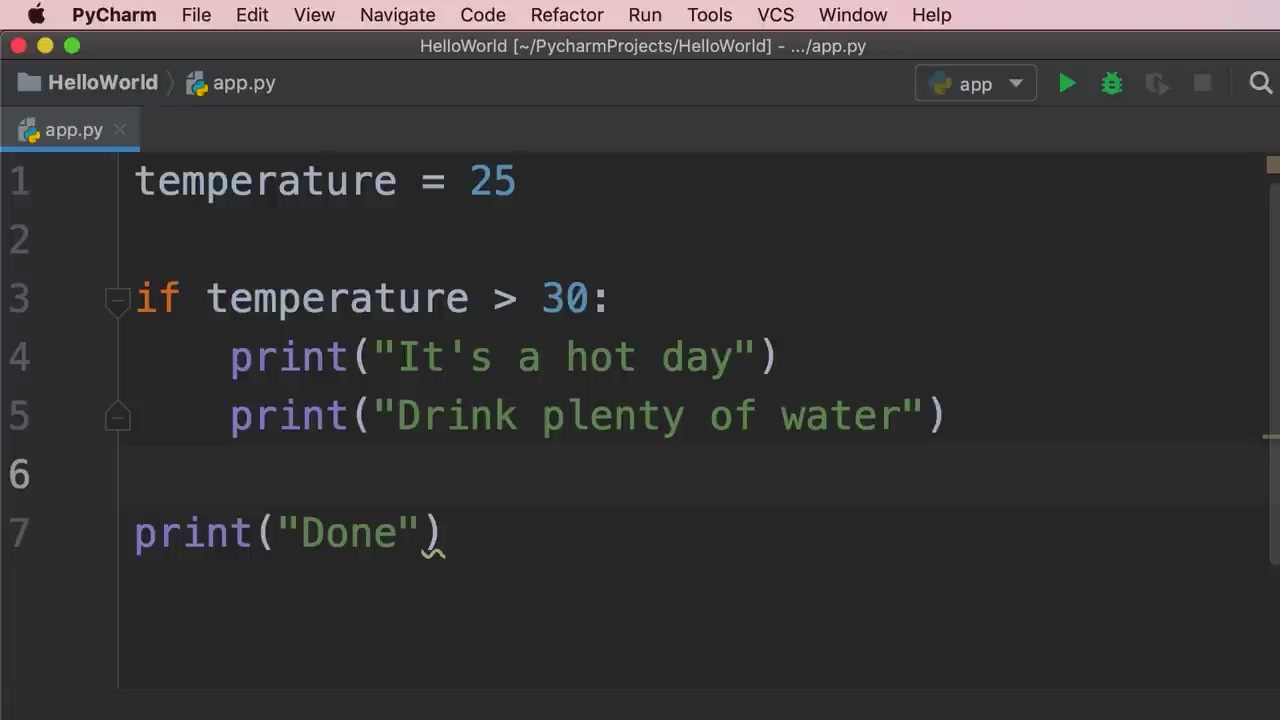 PyCharm File Edit View Navigate Code Refactor Run Tools VCS Window Help
HelloWorld [~/PycharmProjects/HelloWorld] - .../app.py
HelloWorld app.py app
app.py
1 temperature = 25
2
3 if temperature > 30:
4     print("It's a hot day")
5     print("Drink plenty of water")
6
7 print("Done")